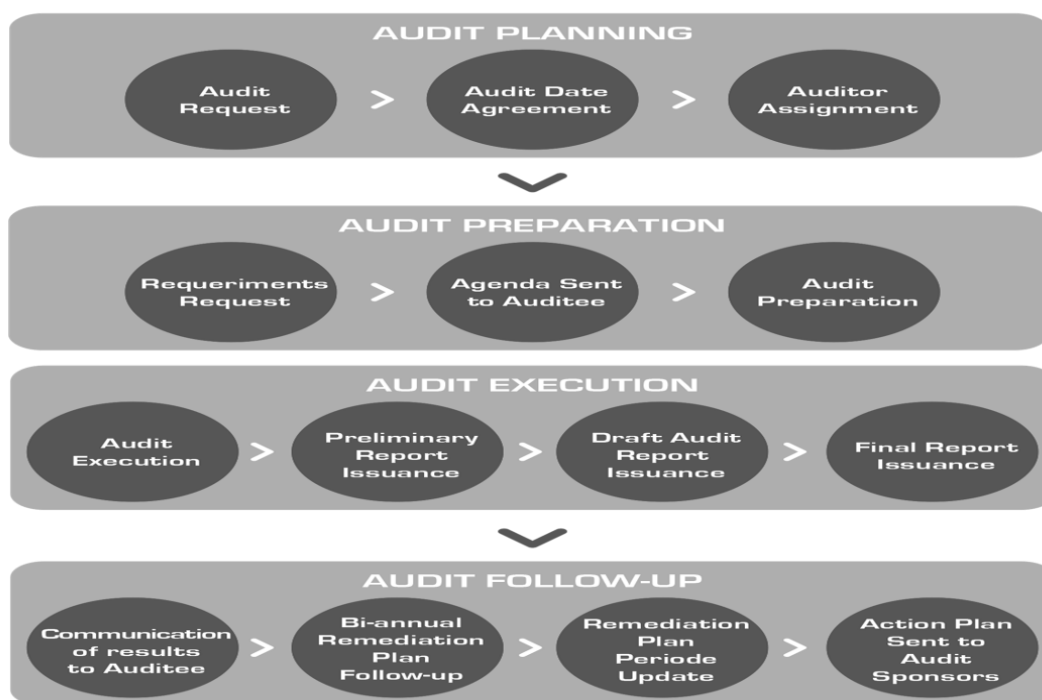 AUDIT PLANNING
Audit
Request
>
Audit Date
Agreement
>
Auditor
Assignment
AUDIT PREPARATION
Requeriments
Request
>
Agenda Sent
to Auditee
>
Audit
Preparation
AUDIT EXECUTION
Audit
Execution
>
Preliminary
Report
Issuance
>
Draft Audit
Report
Issuance
>
Final Report
Issuance
AUDIT FOLLOW-UP
Communication
of results
to Auditee
>
Bi-annual
Remediation
Plan
Follow-up
>
Remediation
Plan
Periode
Update
>
Action Plan
Sent to
Audit
Sponsors